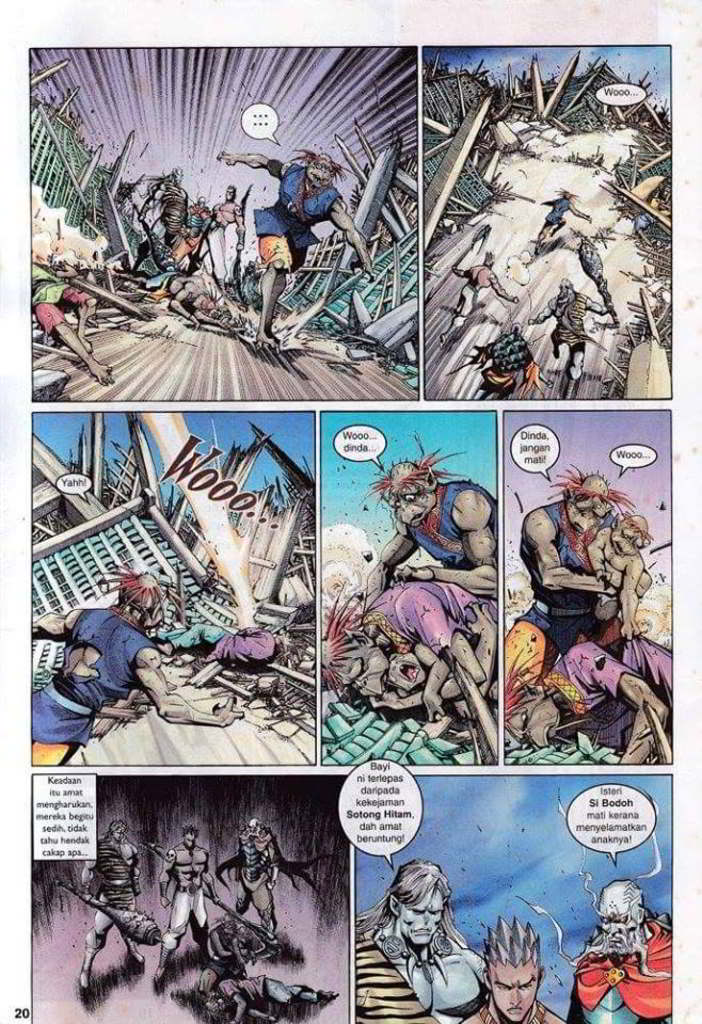 ...
...
Wooo...
Yahh!
Wooo...
Wooo...
dinda...
Dinda,
jangan
mati!
Wooo...
Keadaan
itu amat
mengharukan,
mereka begitu
sedih, tidak
tahu hendak
cakap apa...
Bayi
ni terlepas
daripada
kekejaman
Sotong Hitam,
dah amat
beruntung!
Isteri
Si Bodoh
mati kerana
menyelamatkan
anaknya!
20